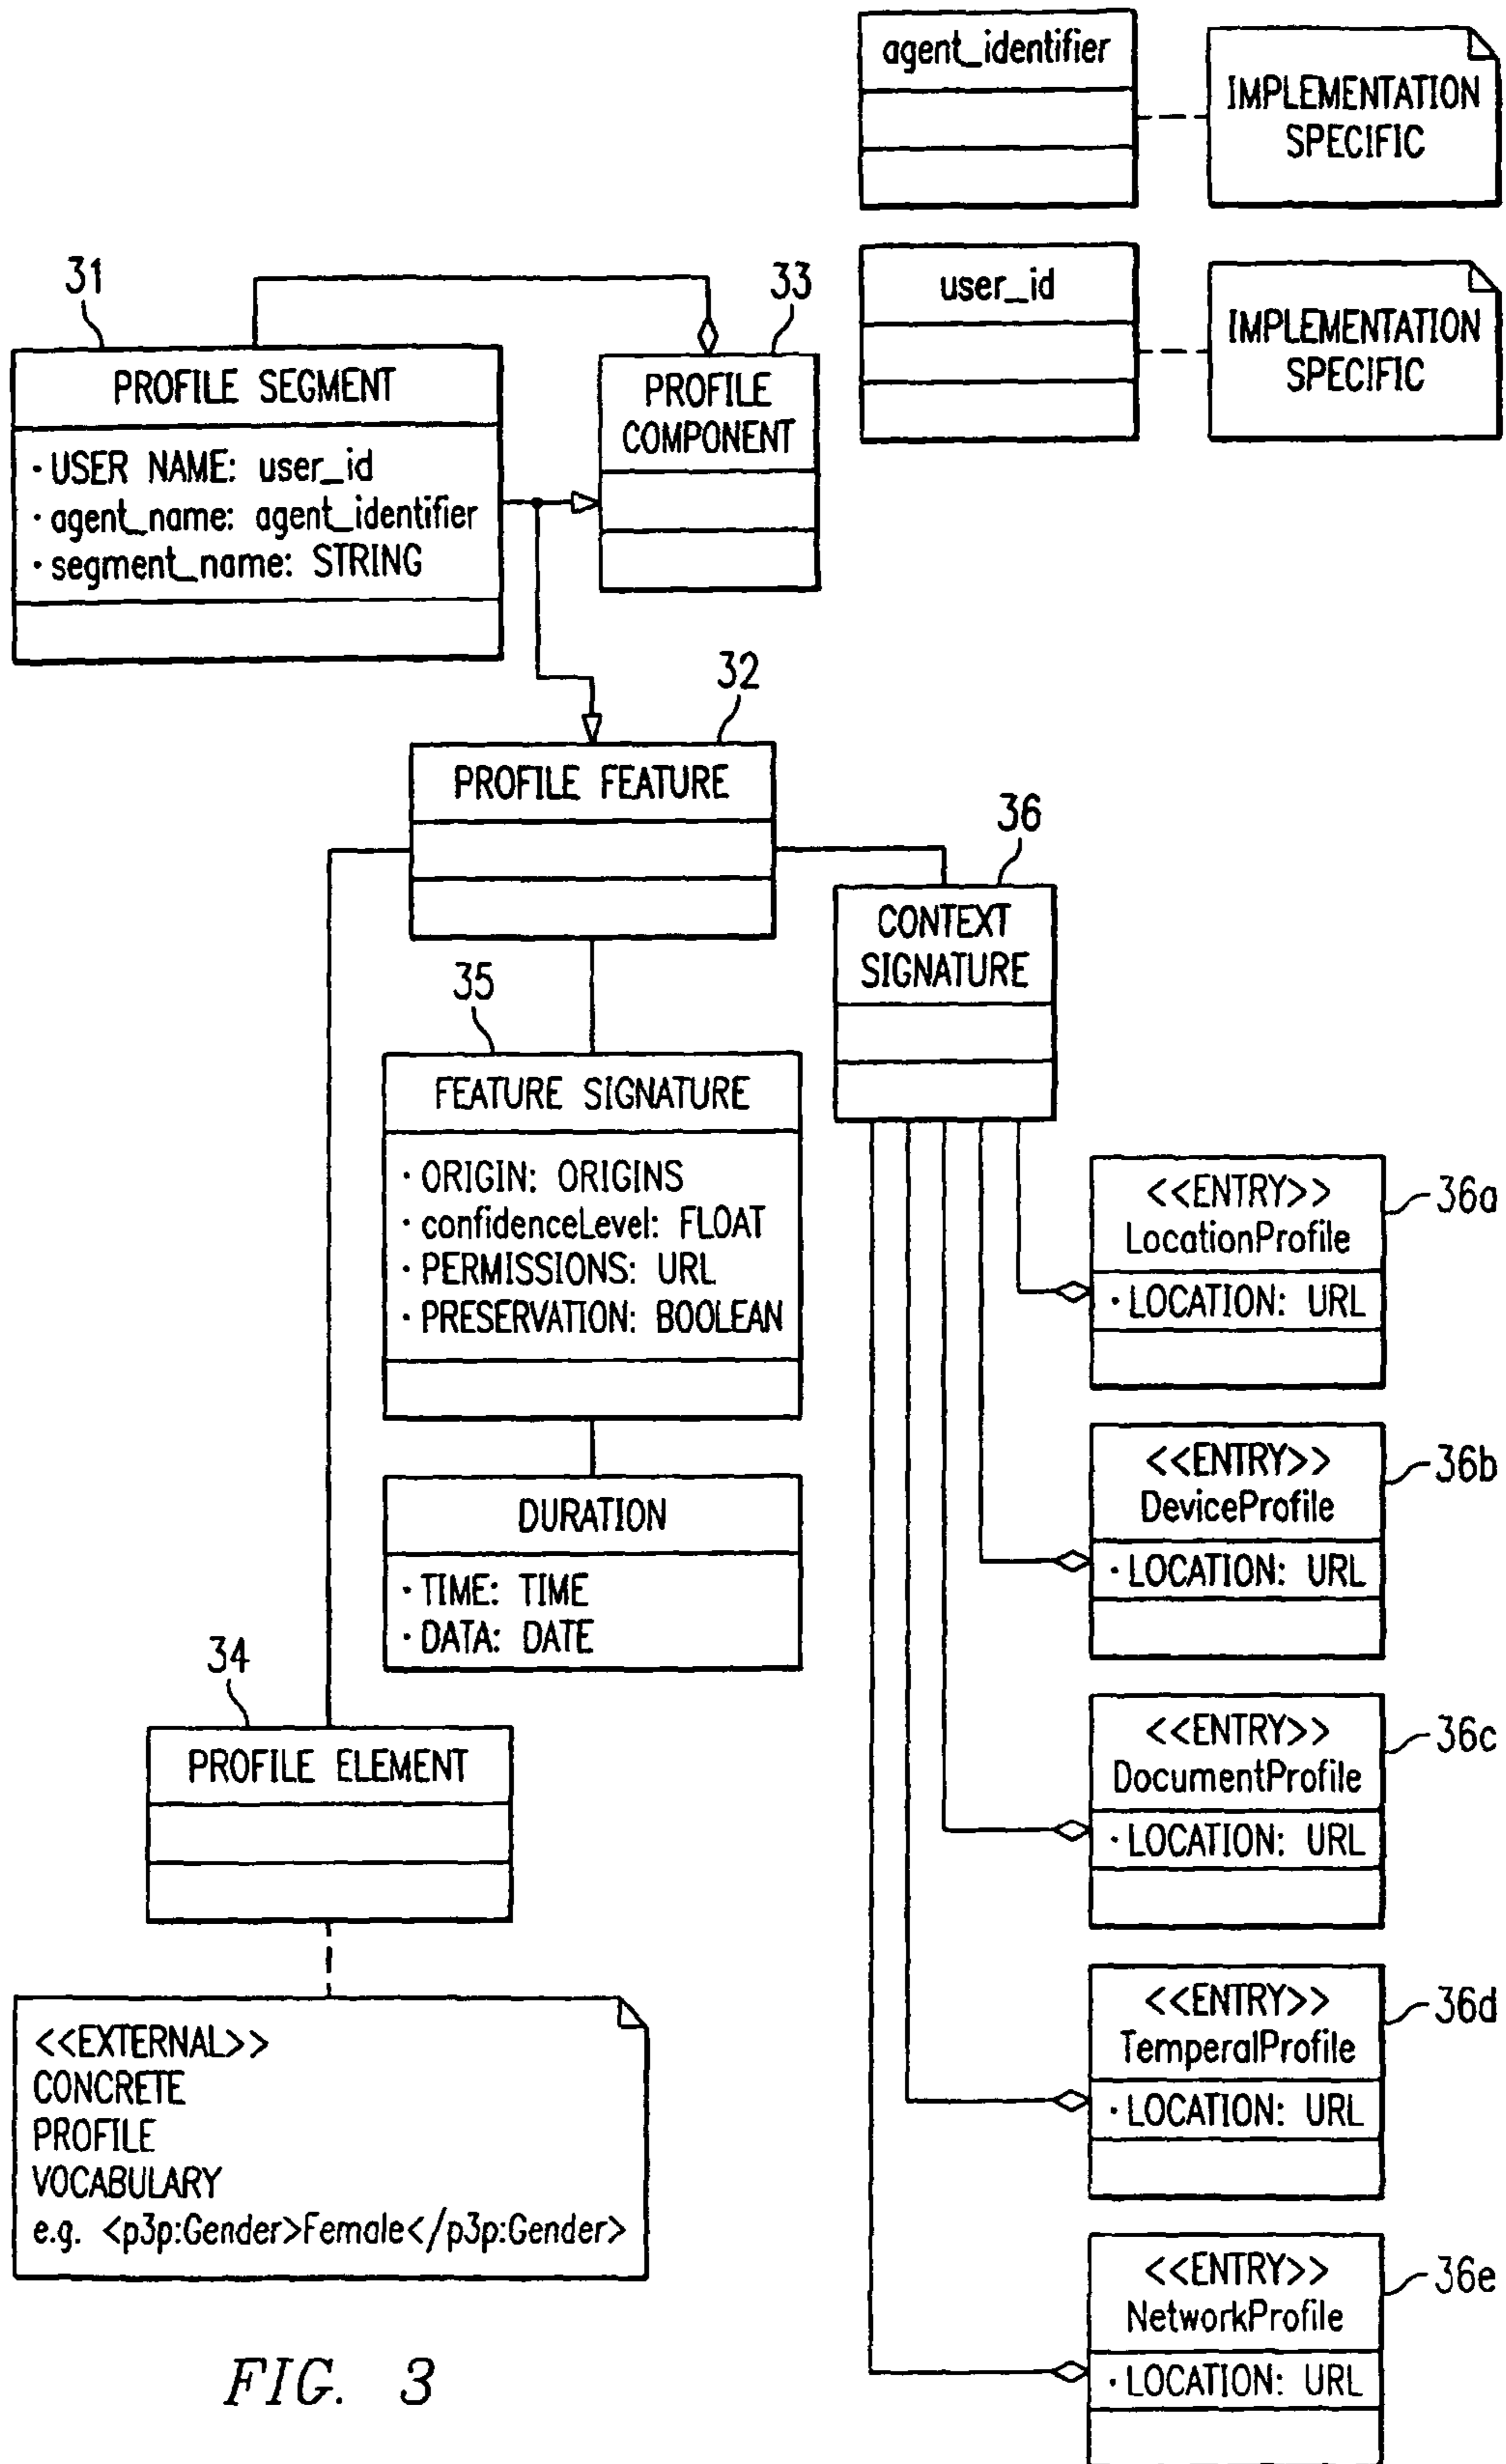 agent_identifier
IMPLEMENTATION
SPECIFIC
user_id
IMPLEMENTATION
SPECIFIC
31
PROFILE SEGMENT
· USER NAME: user_id
· agent_name: agent_identifier
· segment_name: STRING
33
PROFILE
COMPONENT
32
PROFILE FEATURE
36
CONTEXT
SIGNATURE
35
FEATURE SIGNATURE
· ORIGIN: ORIGINS
· confidenceLevel: FLOAT
· PERMISSIONS: URL
· PRESERVATION: BOOLEAN
DURATION
· TIME: TIME
· DATA: DATE
34
PROFILE ELEMENT
<<EXTERNAL>>
CONCRETE
PROFILE
VOCABULARY
e.g. <p3p:Gender>Female</p3p:Gender>
<<ENTRY>>
LocationProfile
· LOCATION: URL
36a
<<ENTRY>>
DeviceProfile
· LOCATION: URL
36b
<<ENTRY>>
DocumentProfile
· LOCATION: URL
36c
<<ENTRY>>
TemperalProfile
· LOCATION: URL
36d
<<ENTRY>>
NetworkProfile
· LOCATION: URL
36e
FIG. 3